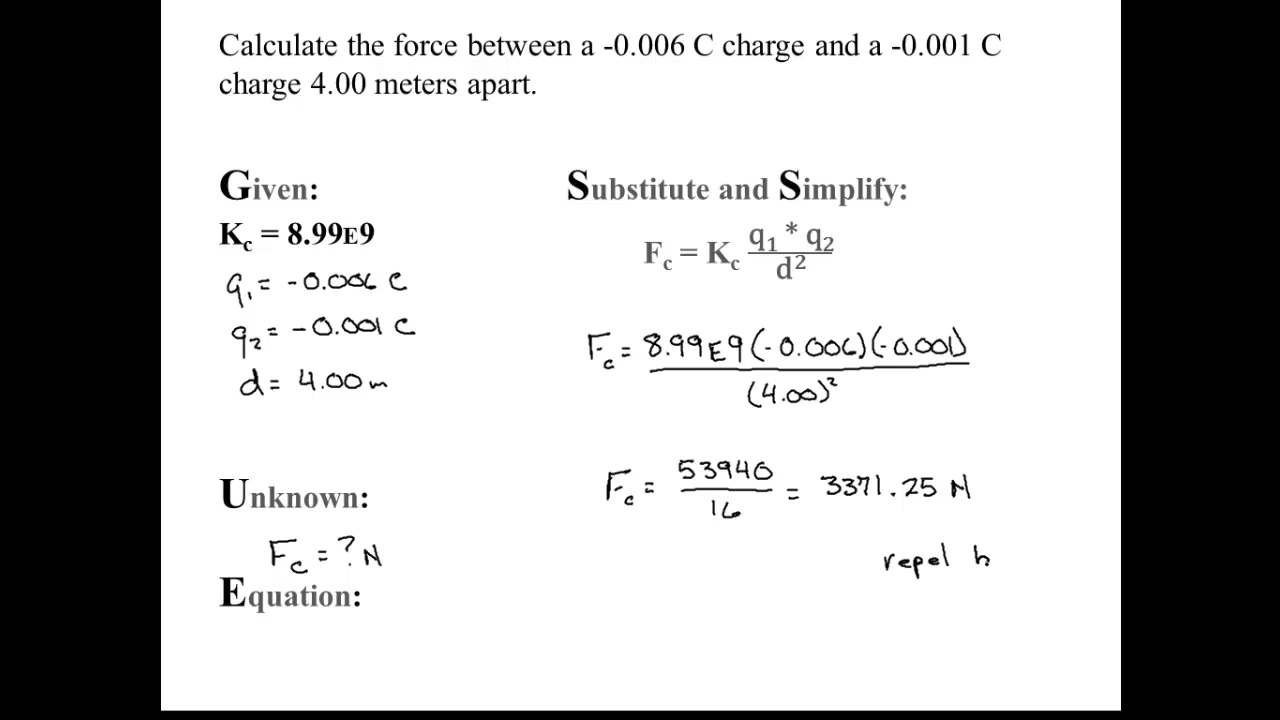 Calculate the force between a -0.006 C charge and a -0.001 C
charge 4.00 meters apart.
Given:
Kc = 8.99E9
q₁ = -0.006 C
q₂ = -0.001 C
d = 4.00 m
Unknown:
Fc = ? N
Equation:
Substitute and Simplify:
Fc = Kc q₁ * q₂
d²
Fc = 8.99E9(-0.006)(-0.001)
(4.00)²
Fc = 53940 = 3371.25 N
16
repel